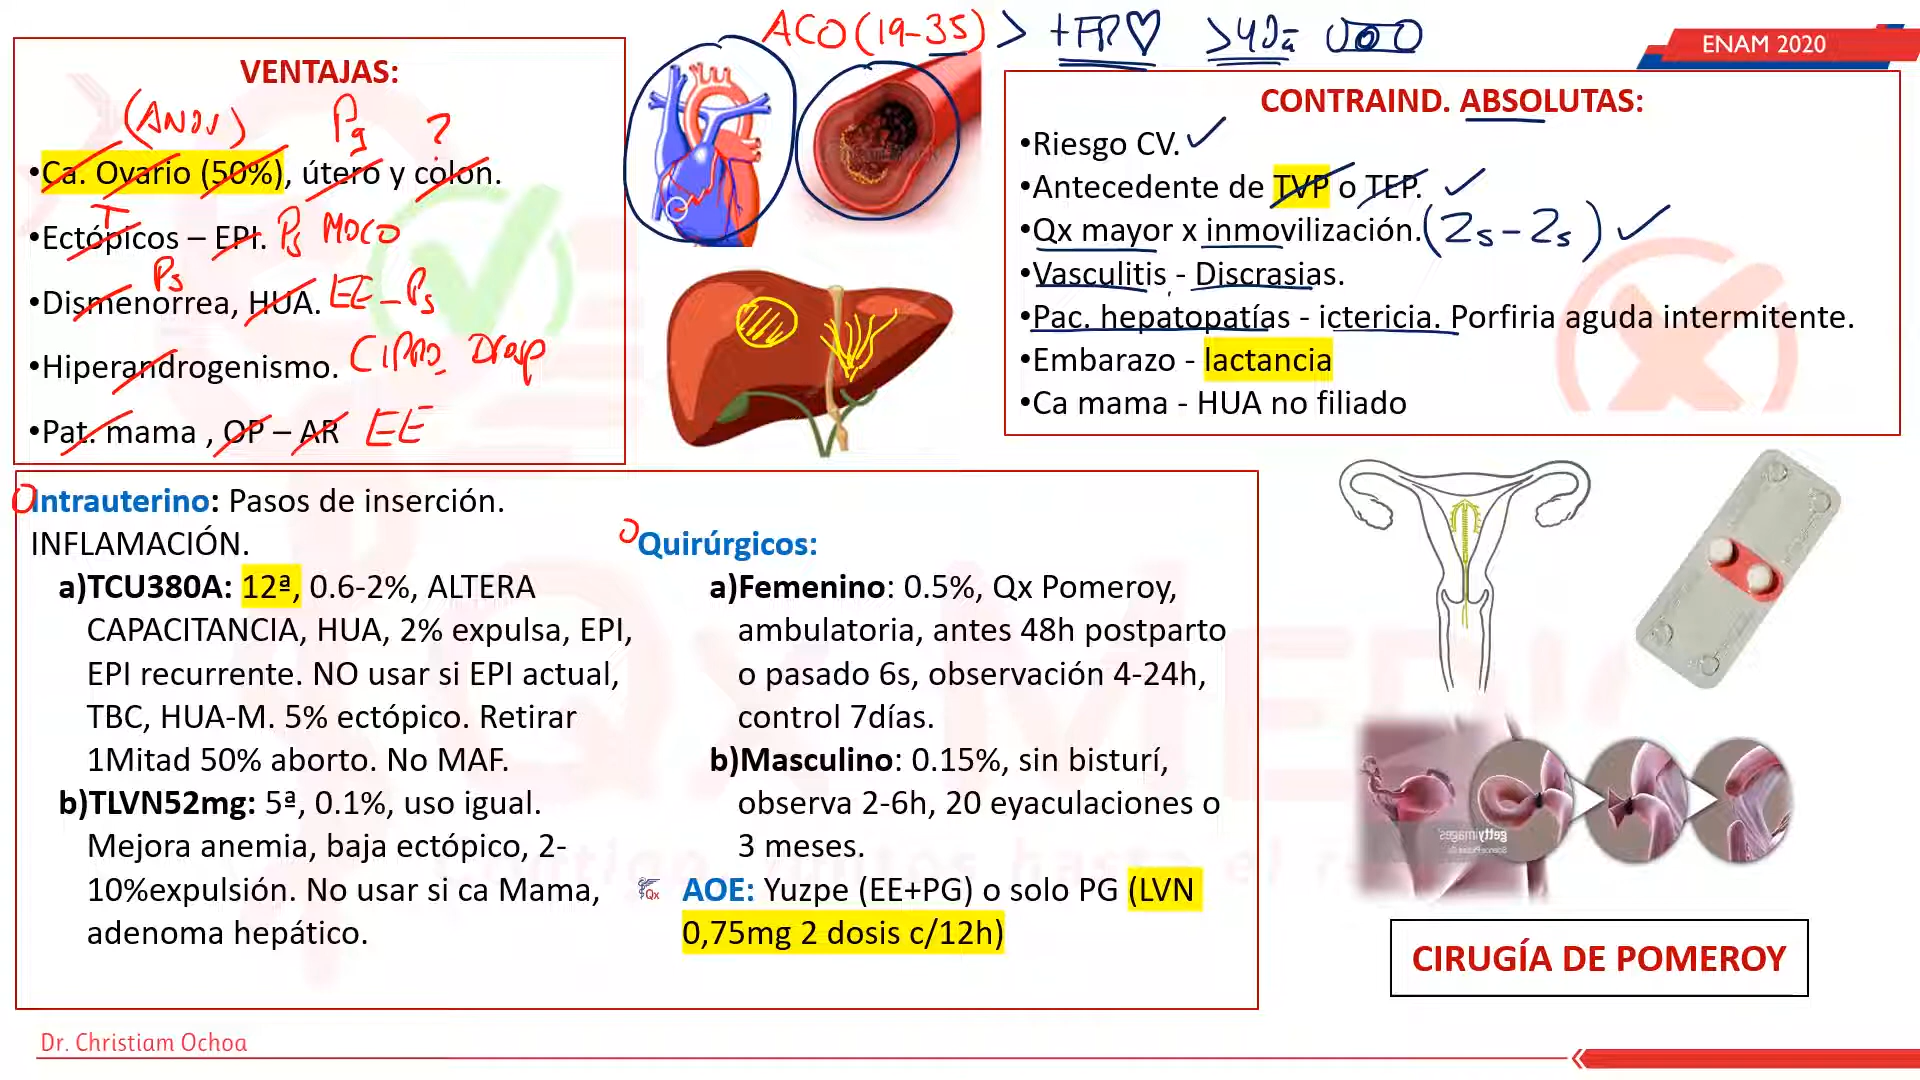 ACO (19-35) > +FR♡ >40a
ENAM 2020
VENTAJAS:
(ANOV) Pg ?
•Ca. Ovario (50%), útero y colon.
T
•Ectópicos – EPI. Ps MOCO
Ps
•Dismenorrea, HUA. EE – Ps
•Hiperandrogenismo. CIPRO Drosp
•Pat. mama , OP – AR EE
CONTRAIND. ABSOLUTAS:
•Riesgo CV. ✓
•Antecedente de TVP o TEP. ✓
•Qx mayor x inmovilización. (2s – 2s) ✓
•Vasculitis - Discrasias.
•Pac. hepatopatías - ictericia. Porfiria aguda intermitente.
•Embarazo - lactancia
•Ca mama - HUA no filiado
Intrauterino: Pasos de inserción.
INFLAMACIÓN.
a)TCU380A: 12ª, 0.6-2%, ALTERA
CAPACITANCIA, HUA, 2% expulsa, EPI,
EPI recurrente. NO usar si EPI actual,
TBC, HUA-M. 5% ectópico. Retirar
1Mitad 50% aborto. No MAF.
b)TLVN52mg: 5ª, 0.1%, uso igual.
Mejora anemia, baja ectópico, 2-
10%expulsión. No usar si ca Mama,
adenoma hepático.
Quirúrgicos:
a)Femenino: 0.5%, Qx Pomeroy,
ambulatoria, antes 48h postparto
o pasado 6s, observación 4-24h,
control 7días.
b)Masculino: 0.15%, sin bisturí,
observa 2-6h, 20 eyaculaciones o
3 meses.
Qx
AOE: Yuzpe (EE+PG) o solo PG (LVN
0,75mg 2 dosis c/12h)
gettyimages
CIRUGÍA DE POMEROY
Dr. Christiam Ochoa